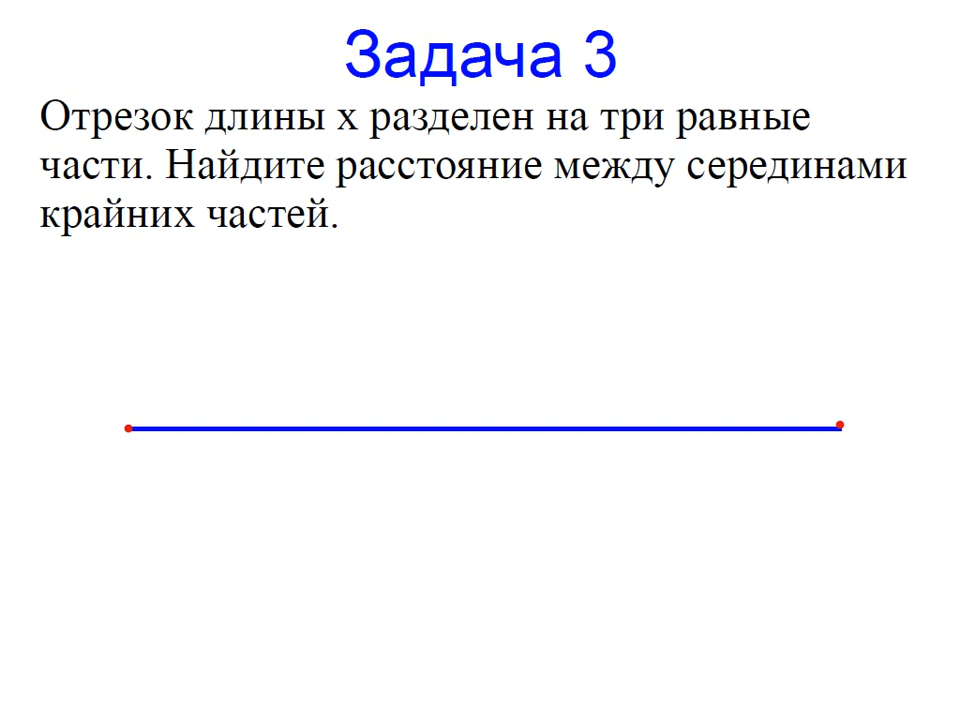 Задача 3
Отрезок длины х разделен на три равные
части. Найдите расстояние между серединами
крайних частей.